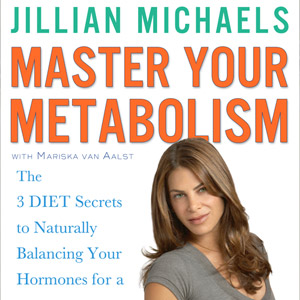 JILLIAN MICHAELS
MASTER YOUR
METABOLISM
WITH MARISKA VAN AALST
The
3 DIET Secrets
to Naturally
Balancing Your
Hormones for a